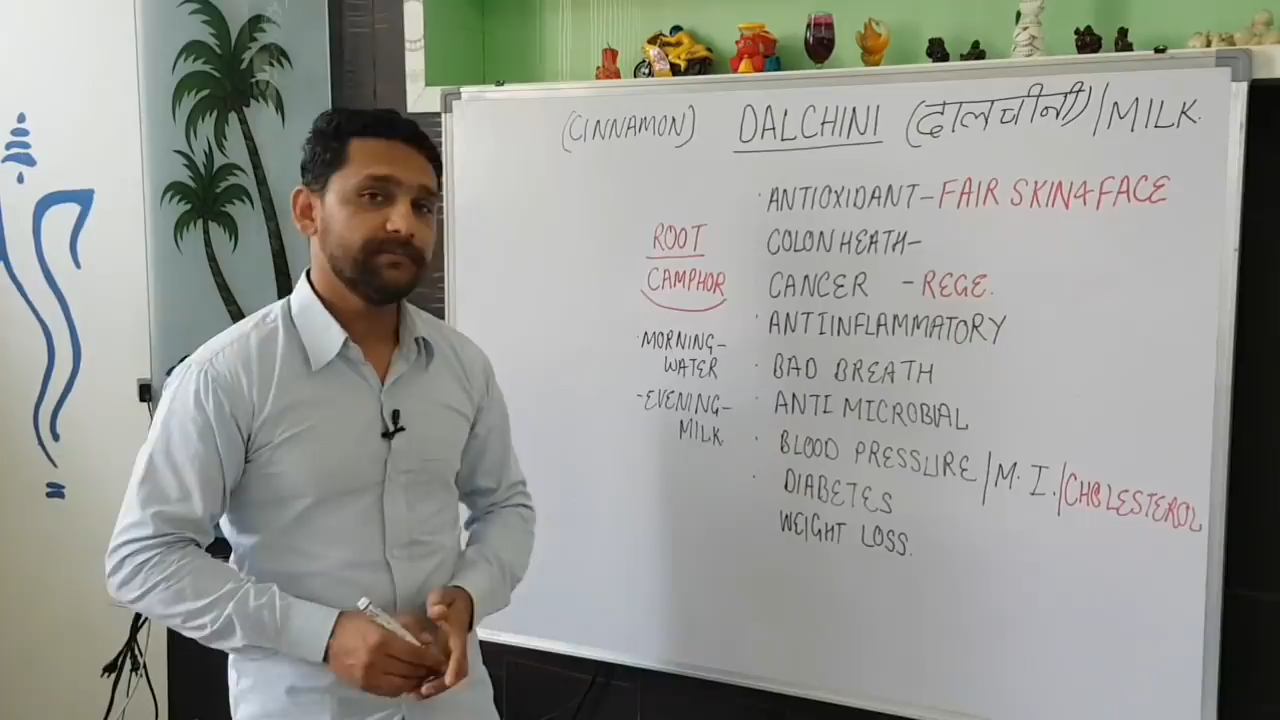 (CINNAMON) DALCHINI (दालचीनी)/MILK.
· ANTIOXIDANT-FAIR SKIN & FACE
COLON HEATH-
CANCER - REGE.
· ANTIINFLAMMATORY
· BAD BREATH
· ANTI MICROBIAL
· BLOOD PRESSURE/M.I./CHOLESTEROL
· DIABETES
WEIGHT LOSS.
ROOT
CAMPHOR
· MORNING-
WATER
-EVENING-
MILK